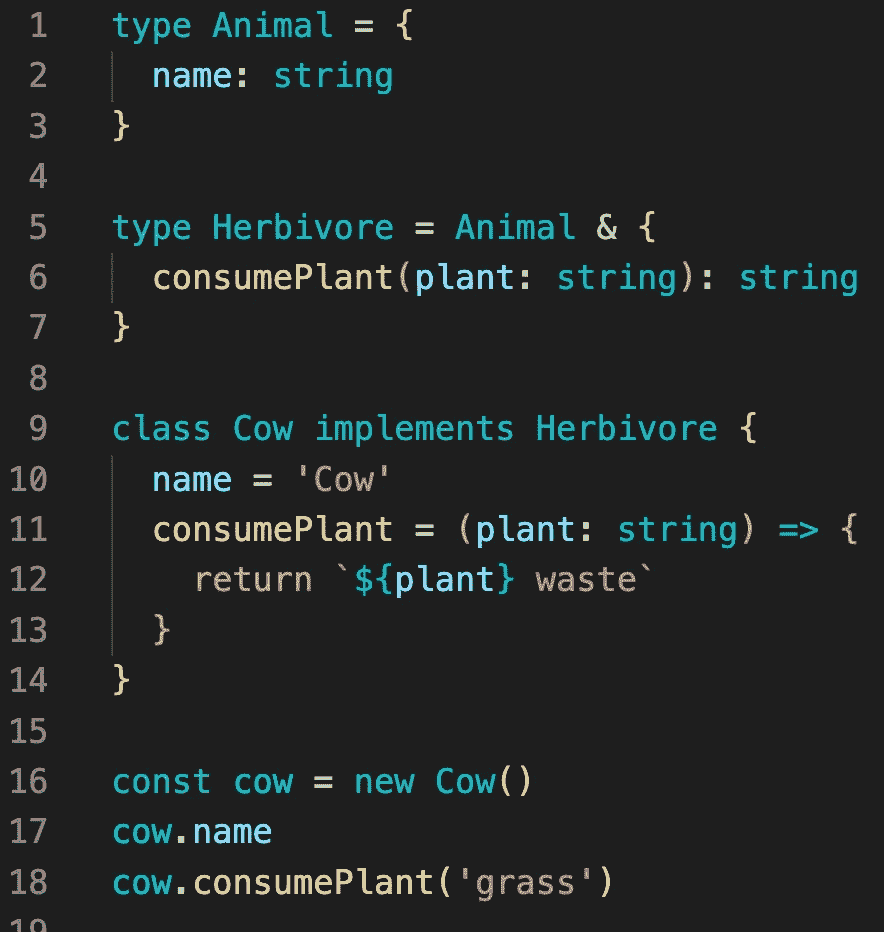 1 type Animal = {
2   name: string
3 }
4
5 type Herbivore = Animal & {
6   consumePlant(plant: string): string
7 }
8
9 class Cow implements Herbivore {
10   name = 'Cow'
11   consumePlant = (plant: string) => {
12     return `${plant} waste`
13   }
14 }
15
16 const cow = new Cow()
17 cow.name
18 cow.consumePlant('grass')
19